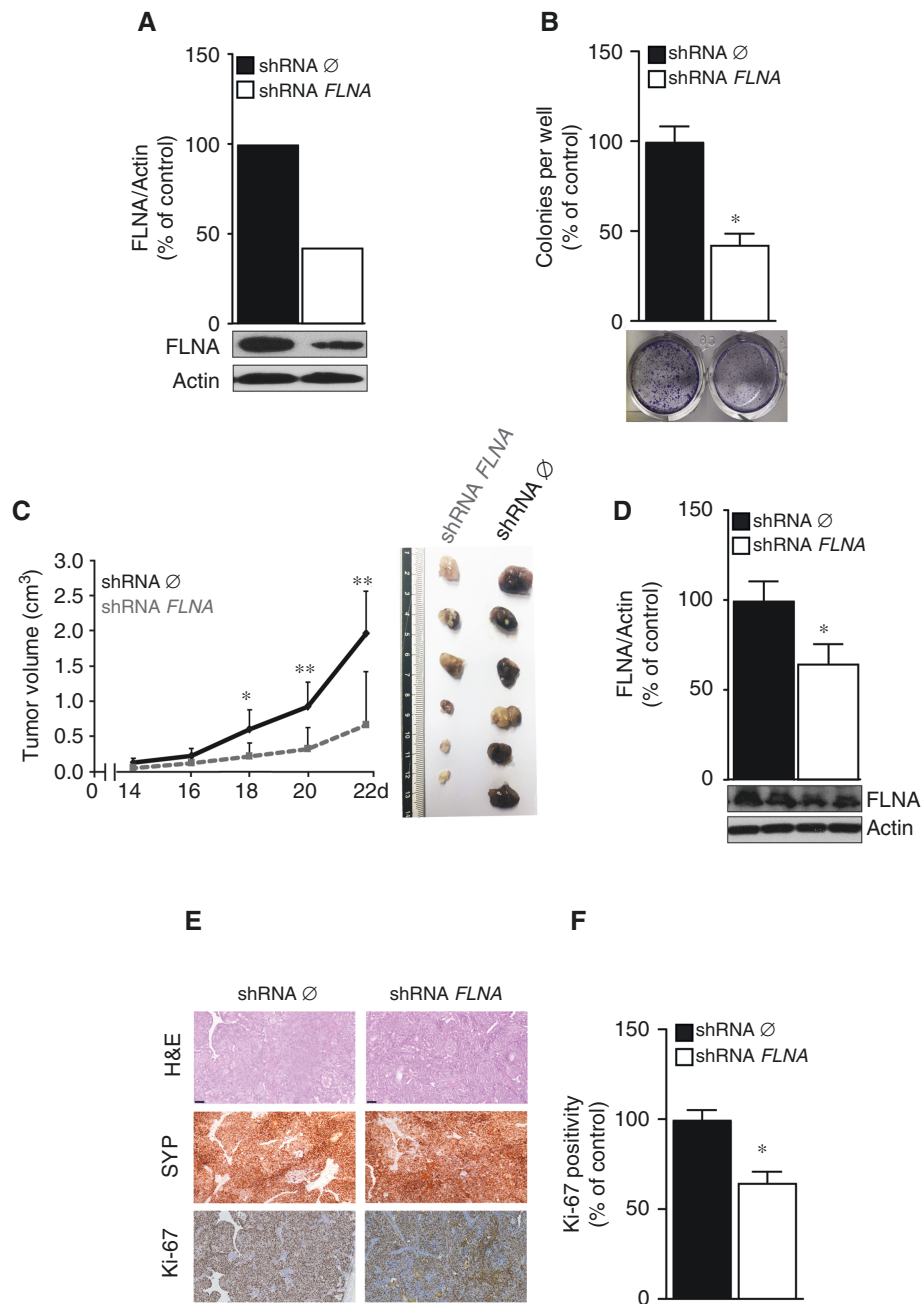 A
150
100
50
0
FLNA/Actin
(% of control)
shRNA ∅
shRNA FLNA
FLNA
Actin
B
150
100
50
0
Colonies per well
(% of control)
shRNA ∅
shRNA FLNA
*
C
3.0
2.5
2.0
1.5
1.0
0.5
0.0
Tumor volume (cm³)
shRNA ∅
shRNA FLNA
*
**
**
0 14 16 18 20 22d
shRNA FLNA
shRNA ∅
D
150
100
50
0
FLNA/Actin
(% of control)
shRNA ∅
shRNA FLNA
*
FLNA
Actin
E
shRNA ∅
shRNA FLNA
H&E
SYP
Ki-67
F
150
100
50
0
Ki-67 positivity
(% of control)
shRNA ∅
shRNA FLNA
*